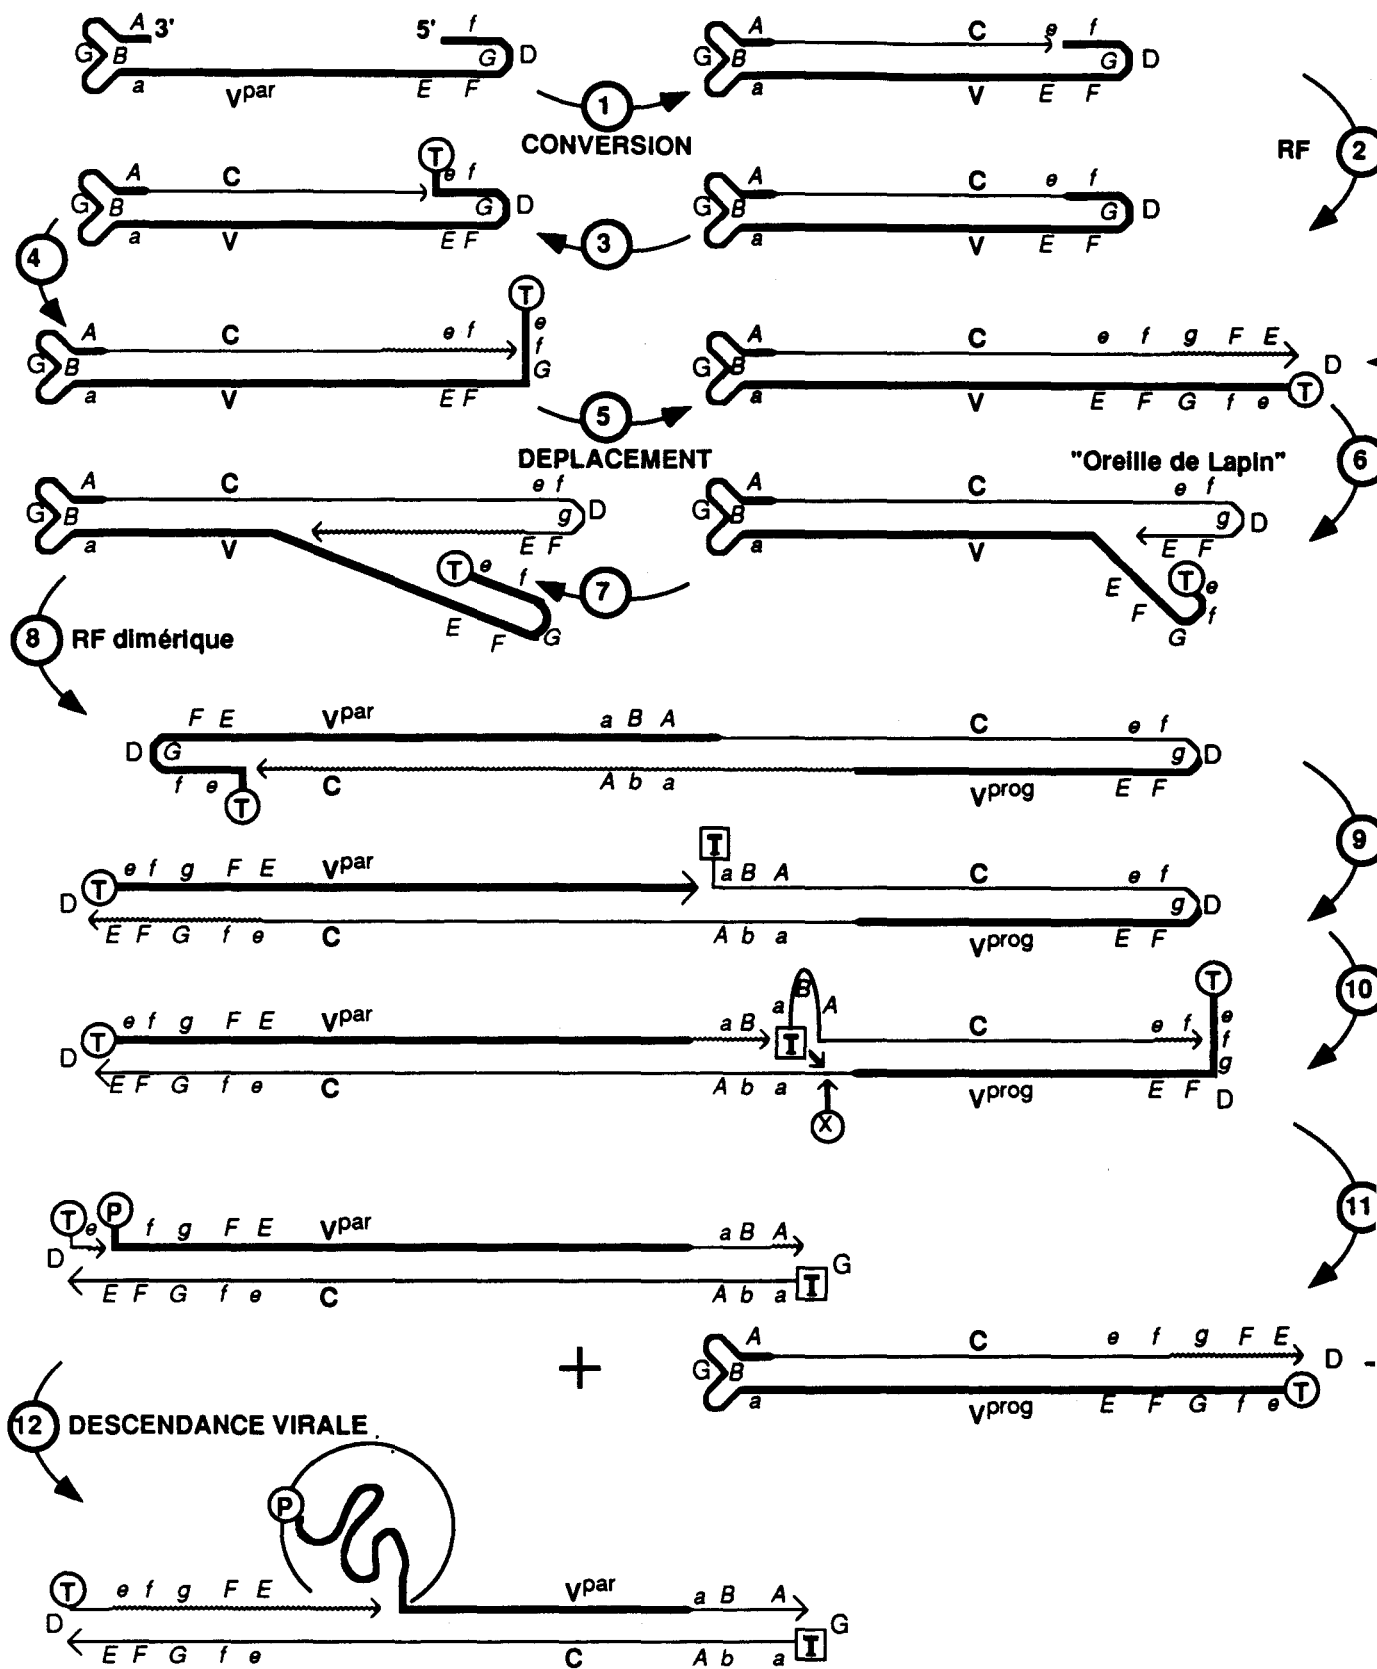 A 3' 5' f
G B G D
a Vpar E F
A C e f
G B G D
a V E F
1
CONVERSION
RF 2
T
A C e f
G B G D
a V E F
3
A C e f
G B G D
a V E F
4
T
A C e f e
f
G B G
a V E F
5
DEPLACEMENT
A C e f g F E
G B D
a V E F G f e T
6
"Oreille de Lapin"
A C e f
G B g D
a V E F
T e f
E F G
7
A C e f
G B g D
a V E F
T e f
E F G
8 RF dimérique
F E Vpar a B A C e f
D G g D
f e T C A b a Vprog E F
9
T
e f g F E Vpar a B A C e f
D T g D
E F G f e C A b a Vprog E F
10
T
e f g F E Vpar a B a B A C e f e
f
D T T g
E F G f e C A b a Vprog E F D
X
11
T e P f g F E Vpar a B A
D G
E F G f e C A b a T
+
A C e f g F E
G B D
a Vprog E F G f e T
12 DESCENDANCE VIRALE
P
T e f g F E Vpar a B A
D G
E F G f e C A b a T